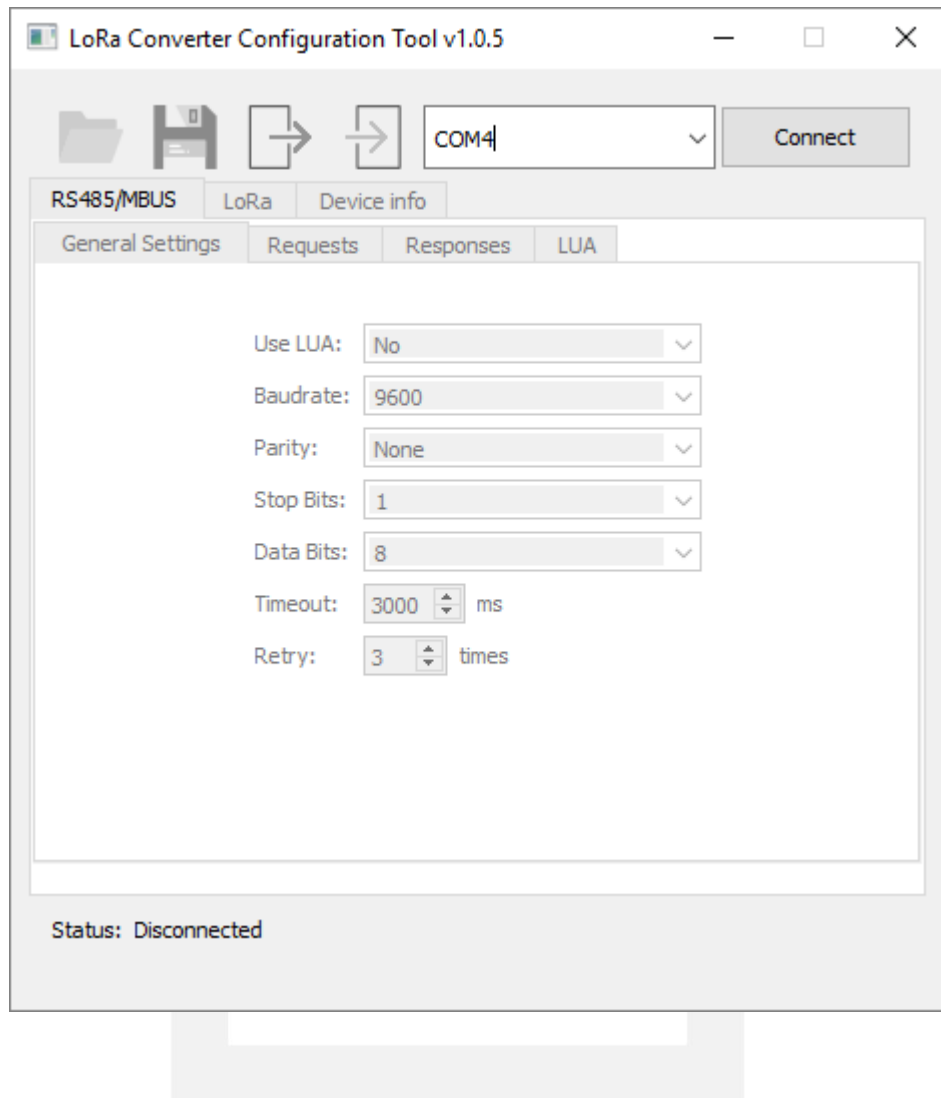 LoRa Converter Configuration Tool v1.0.5
COM4 Connect
RS485/MBUS LoRa Device info
General Settings Requests Responses LUA
Use LUA: No
Baudrate: 9600
Parity: None
Stop Bits: 1
Data Bits: 8
Timeout: 3000 ms
Retry: 3 times
Status: Disconnected